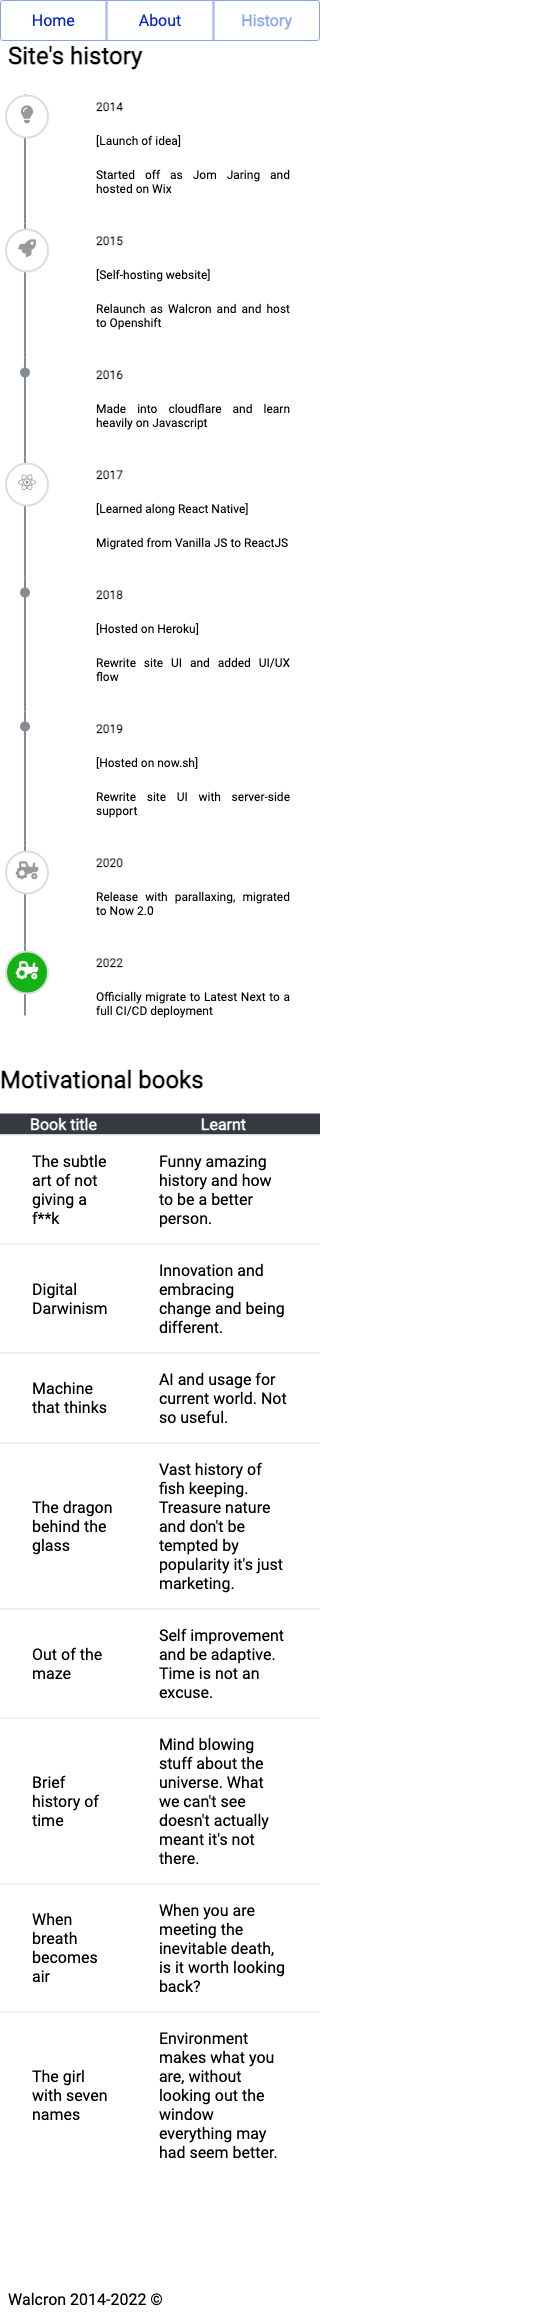 Home About History
Site's history
2014
[Launch of idea]
Started off as Jom Jaring and
hosted on Wix
2015
[Self-hosting website]
Relaunch as Walcron and and host
to Openshift
2016
Made into cloudflare and learn
heavily on Javascript
2017
[Learned along React Native]
Migrated from Vanilla JS to ReactJS
2018
[Hosted on Heroku]
Rewrite site UI and added UI/UX
flow
2019
[Hosted on now.sh]
Rewrite site UI with server-side
support
2020
Release with parallaxing, migrated
to Now 2.0
2022
Officially migrate to Latest Next to a
full CI/CD deployment
Motivational books
Book title Learnt
The subtle
art of not
giving a
f**k
Funny amazing
history and how
to be a better
person.
Digital
Darwinism
Innovation and
embracing
change and being
different.
Machine
that thinks
AI and usage for
current world. Not
so useful.
The dragon
behind the
glass
Vast history of
fish keeping.
Treasure nature
and don't be
tempted by
popularity it's just
marketing.
Out of the
maze
Self improvement
and be adaptive.
Time is not an
excuse.
Brief
history of
time
Mind blowing
stuff about the
universe. What
we can't see
doesn't actually
meant it's not
there.
When
breath
becomes
air
When you are
meeting the
inevitable death,
is it worth looking
back?
The girl
with seven
names
Environment
makes what you
are, without
looking out the
window
everything may
had seem better.
Walcron 2014-2022 ©